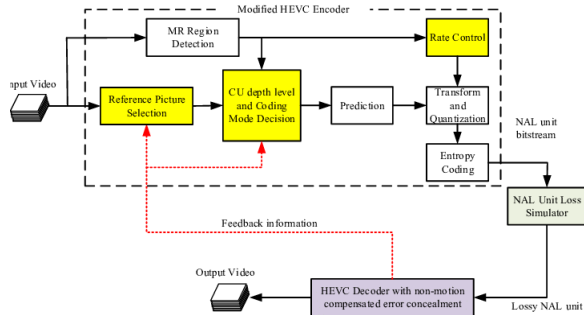 Modified HEVC Encoder
MR Region
Detection
Rate Control
Input Video
Reference Picture
Selection
CU depth level
and Coding
Mode Decision
Prediction
Transform
and
Quantization
NAL unit
bitstream
Entropy
Coding
NAL Unit Loss
Simulator
Feedback information
Output Video
HEVC Decoder with non-motion
compensated error concealment
Lossy NAL unit